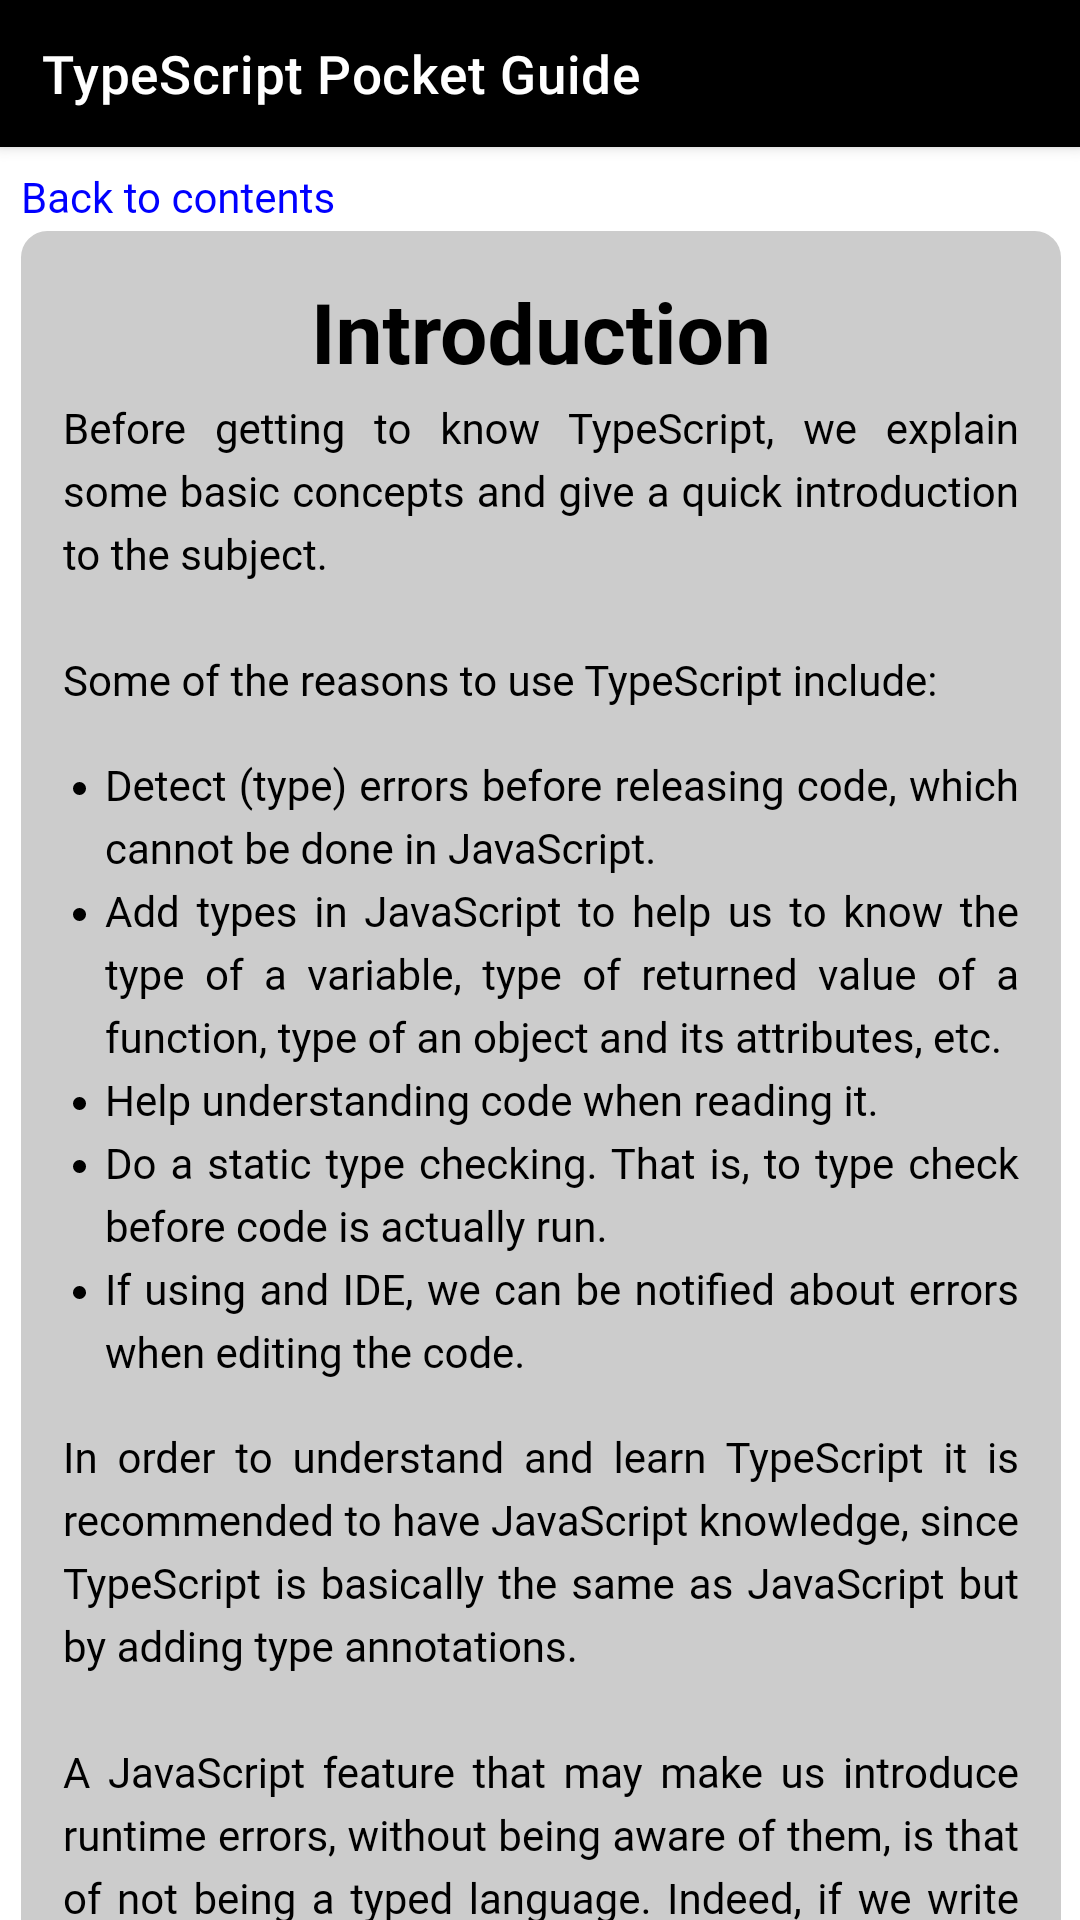 TypeScript Pocket Guide
Back to contents
Introduction
Before getting to know TypeScript, we explain
some basic concepts and give a quick introduction
to the subject.
Some of the reasons to use TypeScript include:
• Detect (type) errors before releasing code, which
cannot be done in JavaScript.
• Add types in JavaScript to help us to know the
type of a variable, type of returned value of a
function, type of an object and its attributes, etc.
• Help understanding code when reading it.
• Do a static type checking. That is, to type check
before code is actually run.
• If using and IDE, we can be notified about errors
when editing the code.
In order to understand and learn TypeScript it is
recommended to have JavaScript knowledge, since
TypeScript is basically the same as JavaScript but
by adding type annotations.
A JavaScript feature that may make us introduce
runtime errors, without being aware of them, is that
of not being a typed language. Indeed, if we write